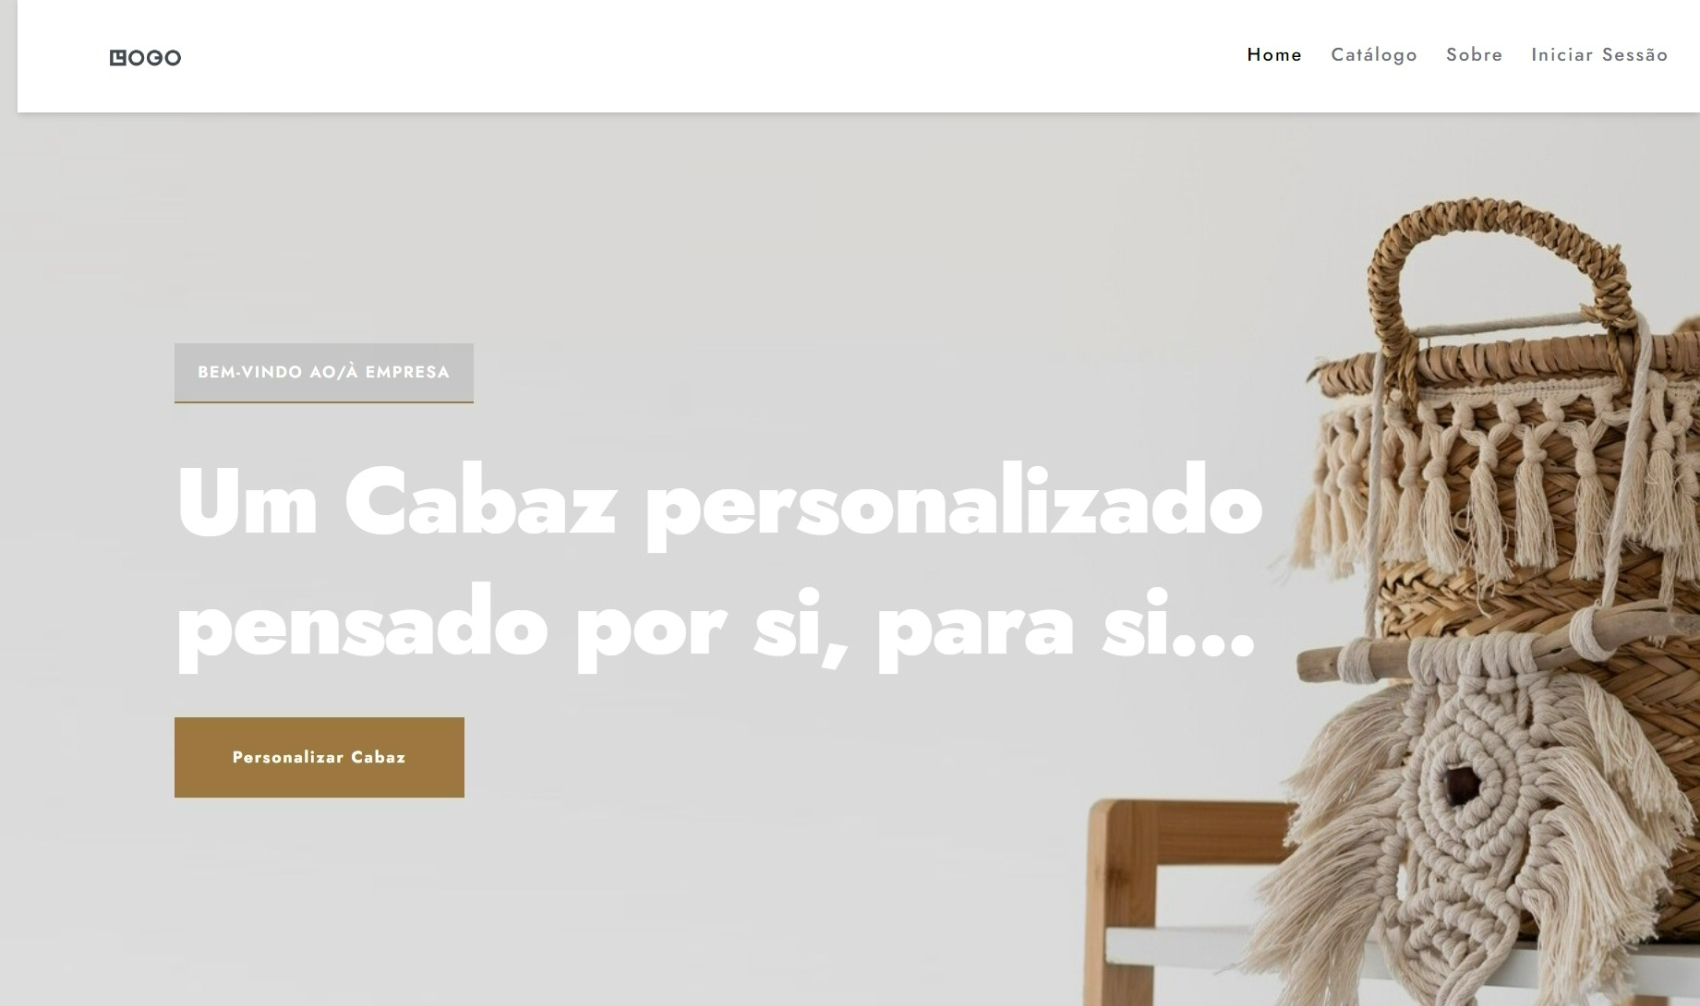 LOGO
Home Catálogo Sobre Iniciar Sessão
BEM-VINDO AO/À EMPRESA
Um Cabaz personalizado
pensado por si, para si...
Personalizar Cabaz